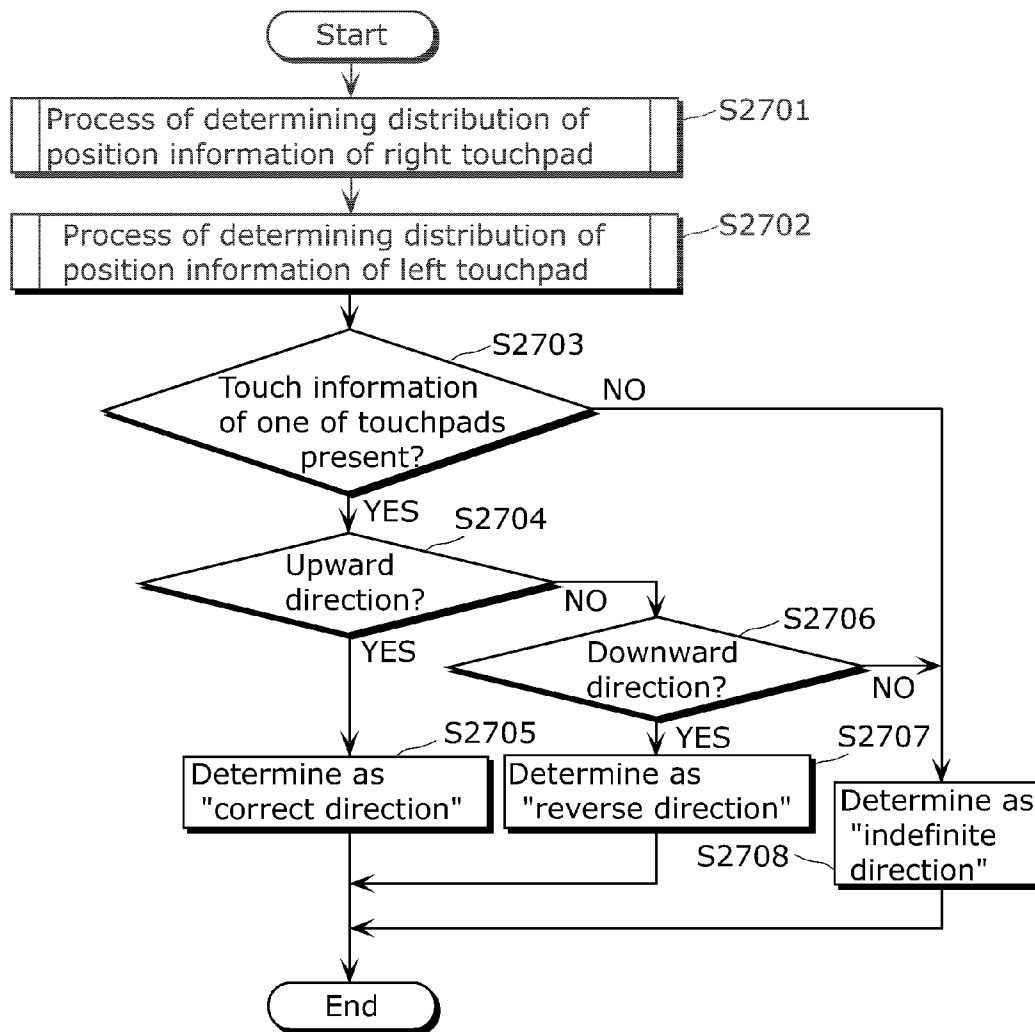 Start
S2701
Process of determining distribution of
position information of right touchpad
S2702
Process of determining distribution of
position information of left touchpad
S2703
Touch information
of one of touchpads
present?
NO
YES
S2704
Upward
direction?
NO
YES
S2706
Downward
direction?
NO
YES
S2705
Determine as
"correct direction"
S2707
Determine as
"reverse direction"
Determine as
"indefinite
direction"
S2708
End